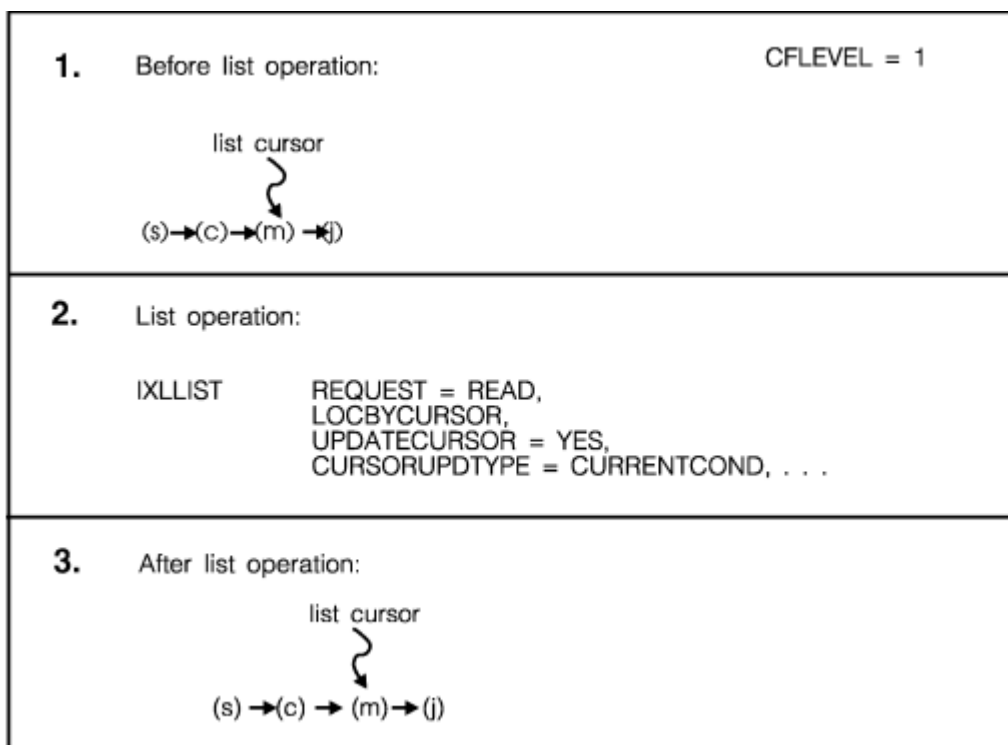 1. Before list operation: CFLEVEL = 1
list cursor
(s)→(c)→(m)→(j)
2. List operation:
IXLLIST REQUEST = READ,
LOCBYCURSOR,
UPDATECURSOR = YES,
CURSORUPDTYPE = CURRENTCOND, . . .
3. After list operation:
list cursor
(s)→(c)→(m)→(j)